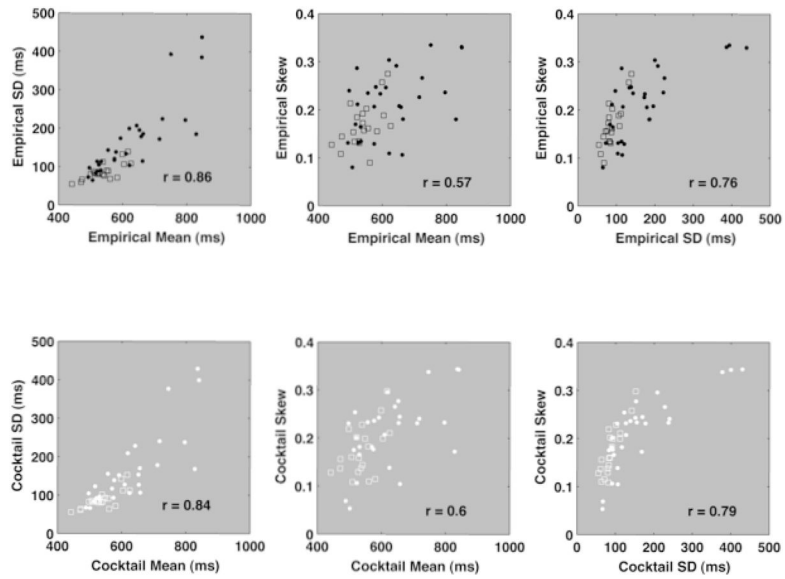 500
400
300
200
100
0
Empirical SD (ms)
400 600 800 1000
Empirical Mean (ms)
r = 0.86
0.4
0.3
0.2
0.1
0
Empirical Skew
400 600 800 1000
Empirical Mean (ms)
r = 0.57
0.4
0.3
0.2
0.1
0
Empirical Skew
0 100 200 300 400 500
Empirical SD (ms)
r = 0.76
500
400
300
200
100
0
Cocktail SD (ms)
400 600 800 1000
Cocktail Mean (ms)
r = 0.84
0.4
0.3
0.2
0.1
0
Cocktail Skew
400 600 800 1000
Cocktail Mean (ms)
r = 0.6
0.4
0.3
0.2
0.1
0
Cocktail Skew
0 100 200 300 400 500
Cocktail SD (ms)
r = 0.79